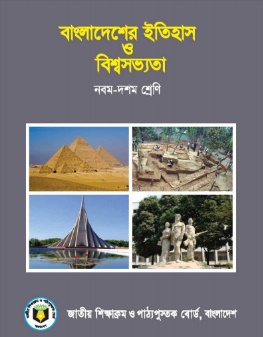 বাংলাদেশের ইতিহাস
ও
বিশ্বসভ্যতা
নবম-দশম শ্রেণি
জাতীয় শিক্ষাক্রম ও পাঠ্যপুস্তক বোর্ড, বাংলাদেশ